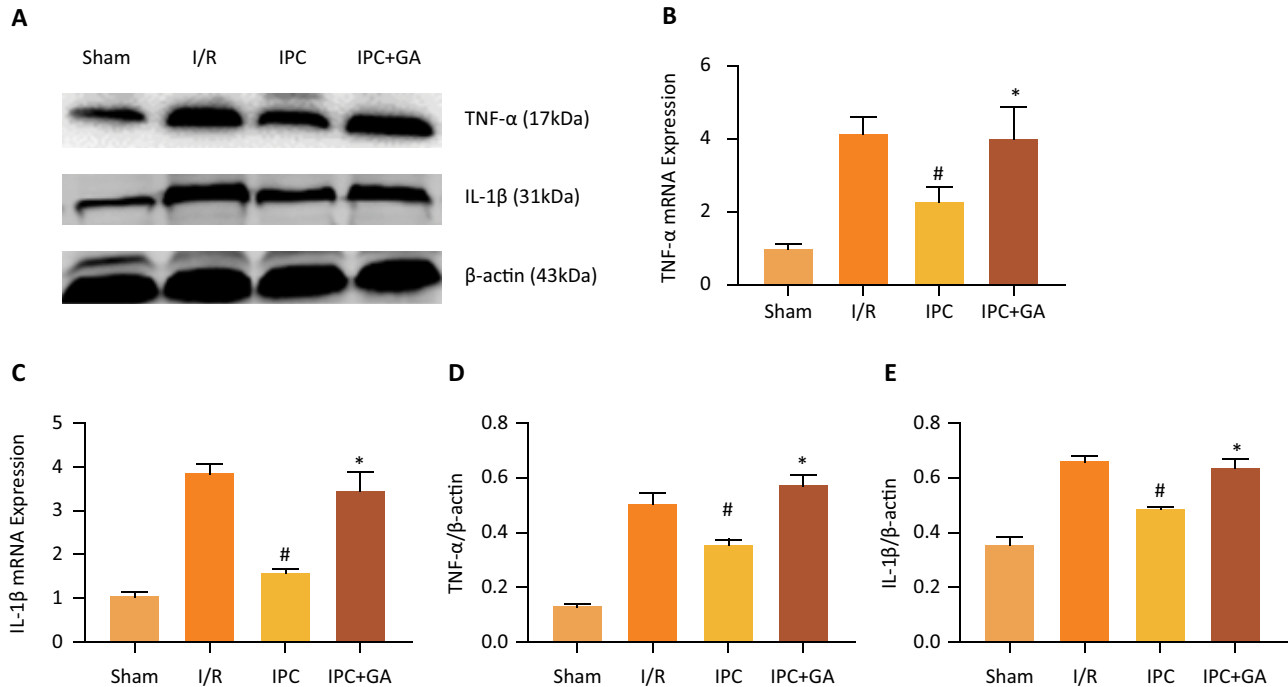 A
Sham I/R IPC IPC+GA
TNF-α (17kDa)
IL-1β (31kDa)
β-actin (43kDa)
B
TNF-α mRNA Expression
6
4
2
0
#
*
Sham I/R IPC IPC+GA
C
IL-1β mRNA Expression
5
4
3
2
1
0
#
*
Sham I/R IPC IPC+GA
D
TNF-α/β-actin
0.8
0.6
0.4
0.2
0.0
#
*
Sham I/R IPC IPC+GA
E
IL-1β/β-actin
0.8
0.6
0.4
0.2
0.0
#
*
Sham I/R IPC IPC+GA